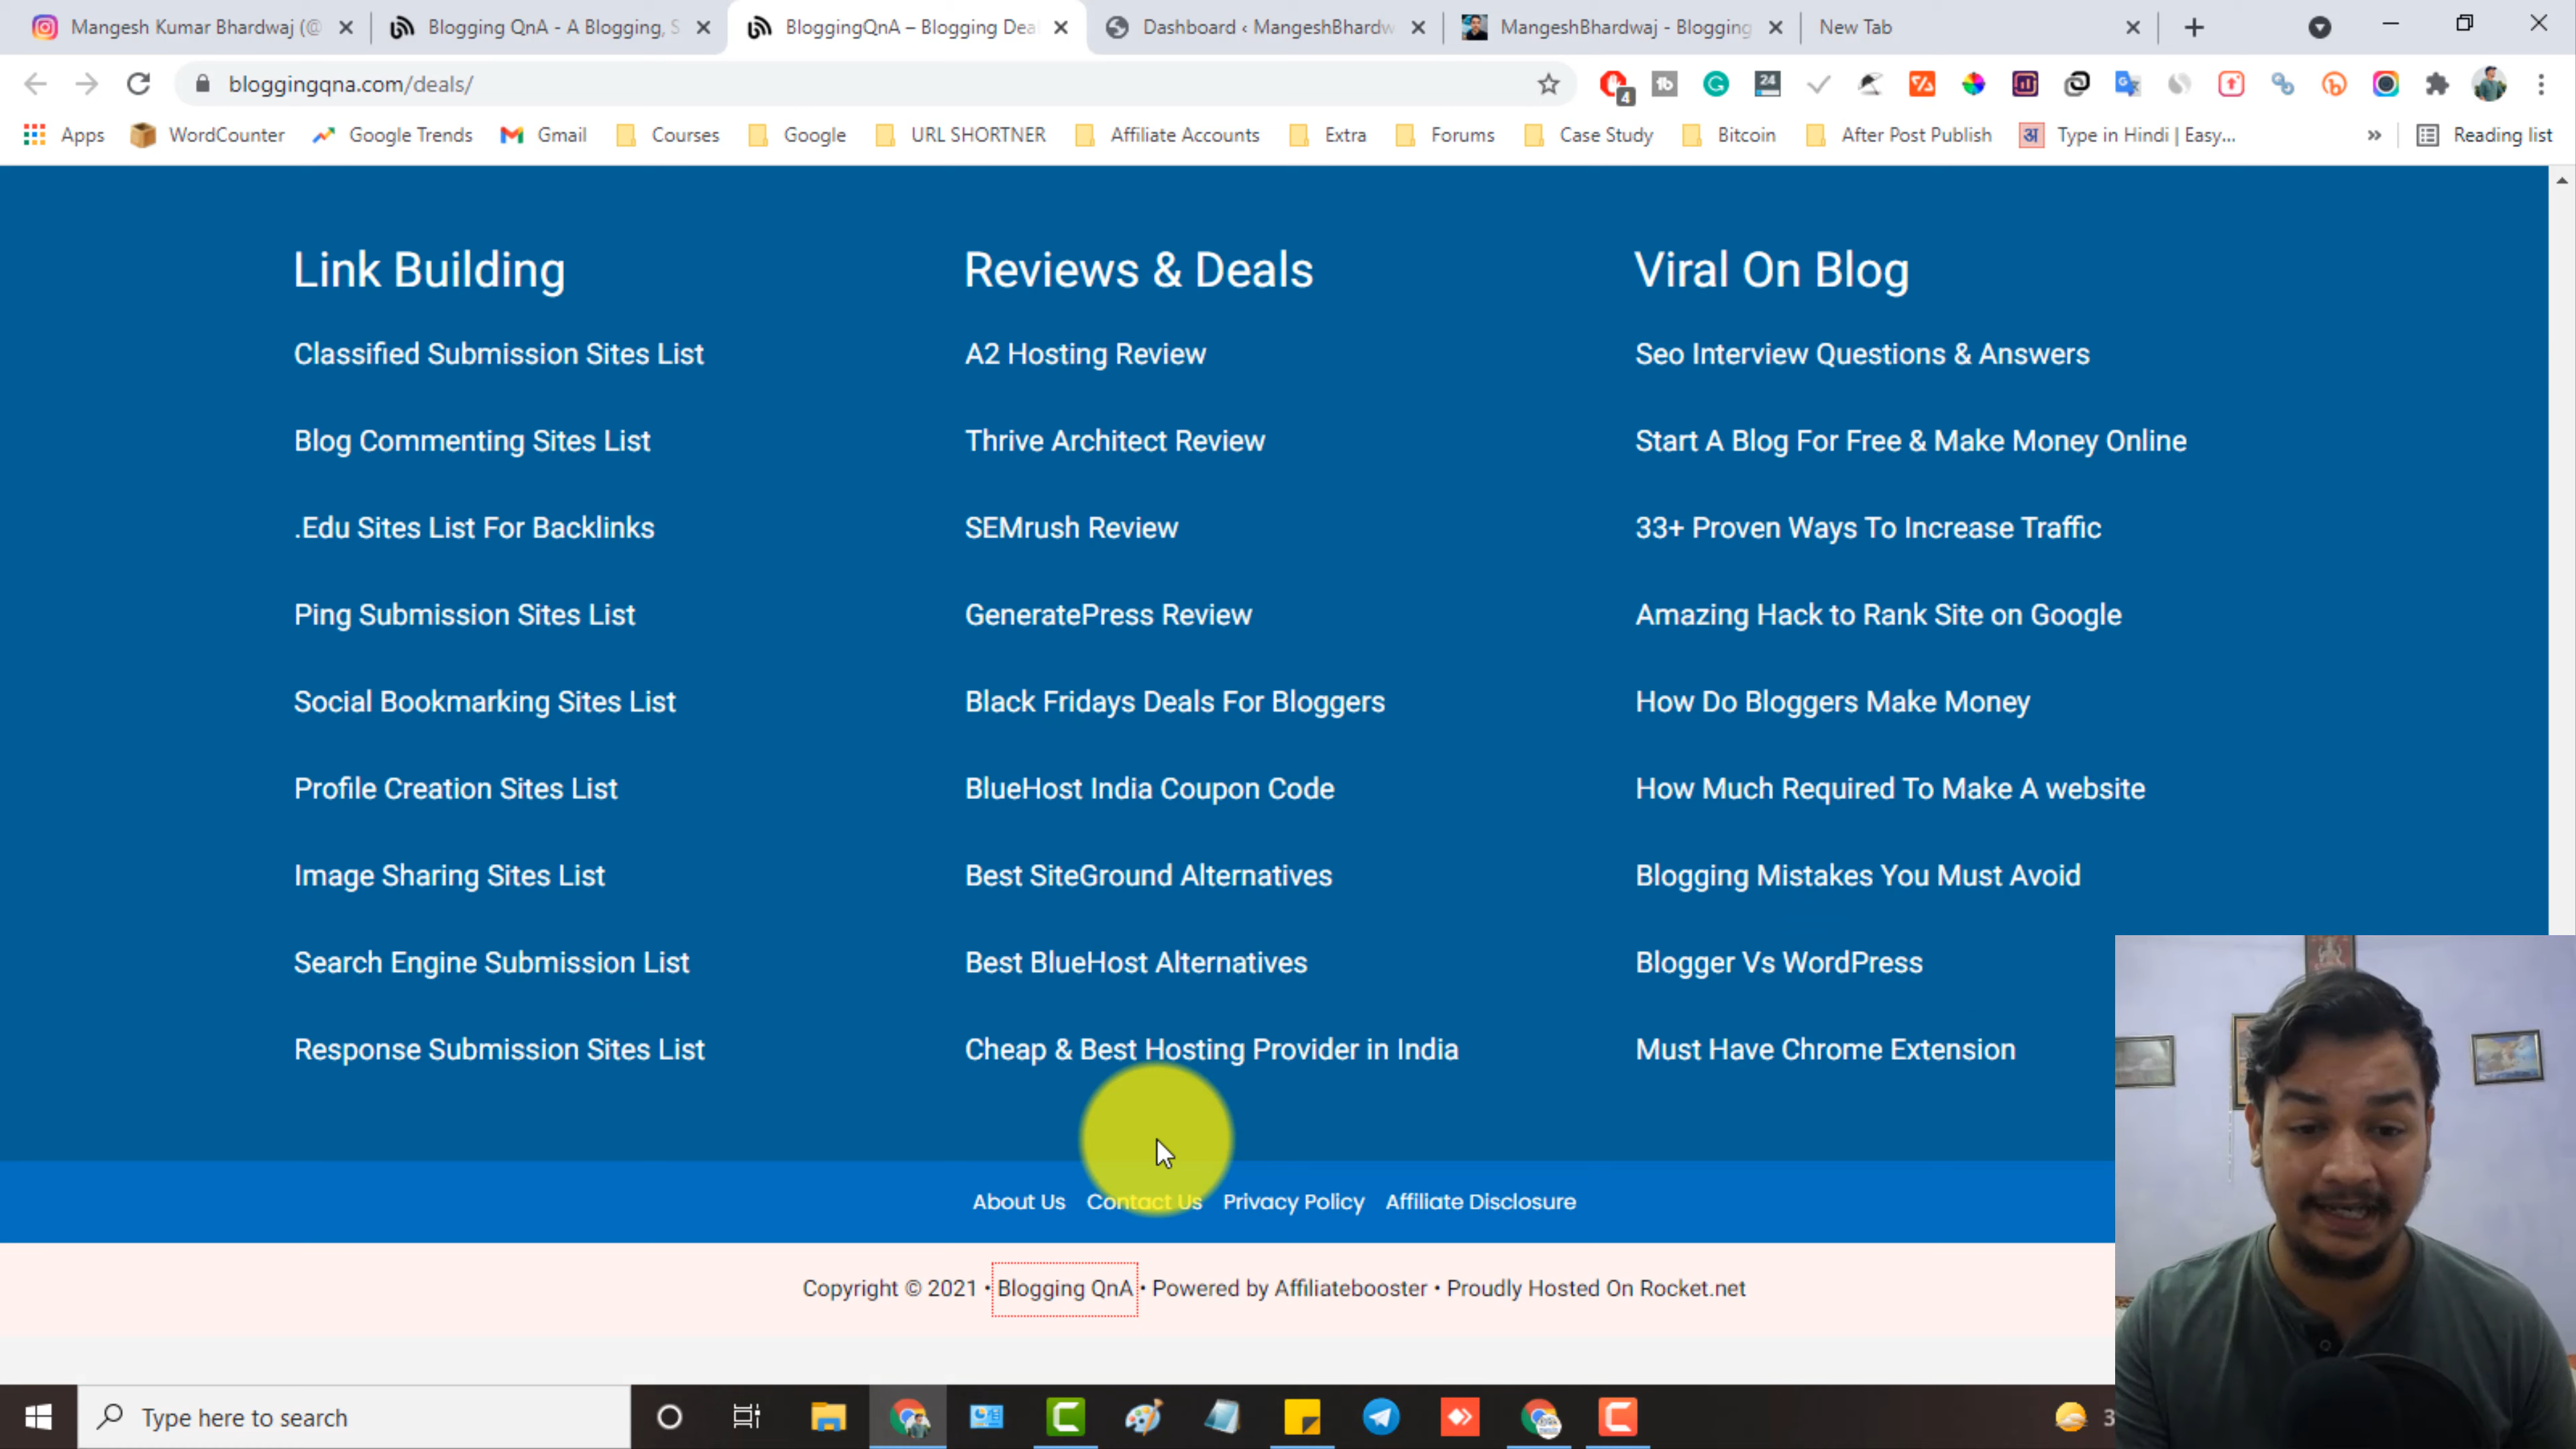 Mangesh Kumar Bhardwaj (@
Blogging QnA - A Blogging, S
BloggingQnA – Blogging Dea
Dashboard ‹ MangeshBhardw
MangeshBhardwaj - Blogging
New Tab
bloggingqna.com/deals/
4
24
Apps
WordCounter
Google Trends
Gmail
Courses
Google
URL SHORTNER
Affiliate Accounts
Extra
Forums
Case Study
Bitcoin
After Post Publish
अ
Type in Hindi | Easy...
»
Reading list
Link Building
Classified Submission Sites List
Blog Commenting Sites List
.Edu Sites List For Backlinks
Ping Submission Sites List
Social Bookmarking Sites List
Profile Creation Sites List
Image Sharing Sites List
Search Engine Submission List
Response Submission Sites List
Reviews & Deals
A2 Hosting Review
Thrive Architect Review
SEMrush Review
GeneratePress Review
Black Fridays Deals For Bloggers
BlueHost India Coupon Code
Best SiteGround Alternatives
Best BlueHost Alternatives
Cheap & Best Hosting Provider in India
Viral On Blog
Seo Interview Questions & Answers
Start A Blog For Free & Make Money Online
33+ Proven Ways To Increase Traffic
Amazing Hack to Rank Site on Google
How Do Bloggers Make Money
How Much Required To Make A website
Blogging Mistakes You Must Avoid
Blogger Vs WordPress
Must Have Chrome Extension
About Us Contact Us Privacy Policy Affiliate Disclosure
Copyright © 2021 • Blogging QnA • Powered by Affiliatebooster • Proudly Hosted On Rocket.net
Type here to search
3